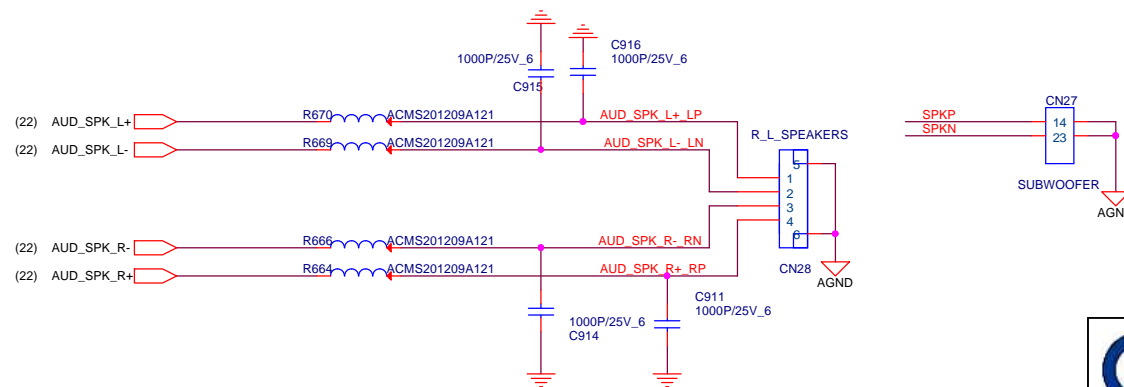 C916
1000P/25V_6 1000P/25V_6
C915
CN27
(22) AUD_SPK_L+ R670 ACMS201209A121 AUD_SPK_L+_LP SPKP
14
R_L_SPEAKERS SPKN
23
(22) AUD_SPK_L- R669 ACMS201209A121 AUD_SPK_L-_LN
5
1
2
3
4
6
SUBWOOFER
AGN
(22) AUD_SPK_R- R666 ACMS201209A121 AUD_SPK_R-_RN
(22) AUD_SPK_R+ R664 ACMS201209A121 AUD_SPK_R+_RP
CN28
AGND
C911
1000P/25V_6
1000P/25V_6
C914